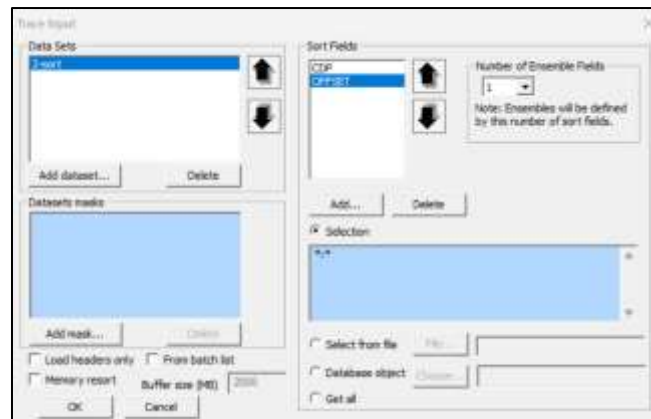 Trace Input
Data Sets
2-sort
Add dataset...
Delete
Datasets masks
Add mask...
Delete
Load headers only
From batch list
Memory resort
Buffer size (MB)
2000
OK
Cancel
Sort Fields
CDP
OFFSET
Number of Ensemble Fields
1
Note: Ensembles will be defined
by this number of sort fields.
Add...
Delete
Selection
*:*
Select from file
File...
Database object
Choose...
Get all